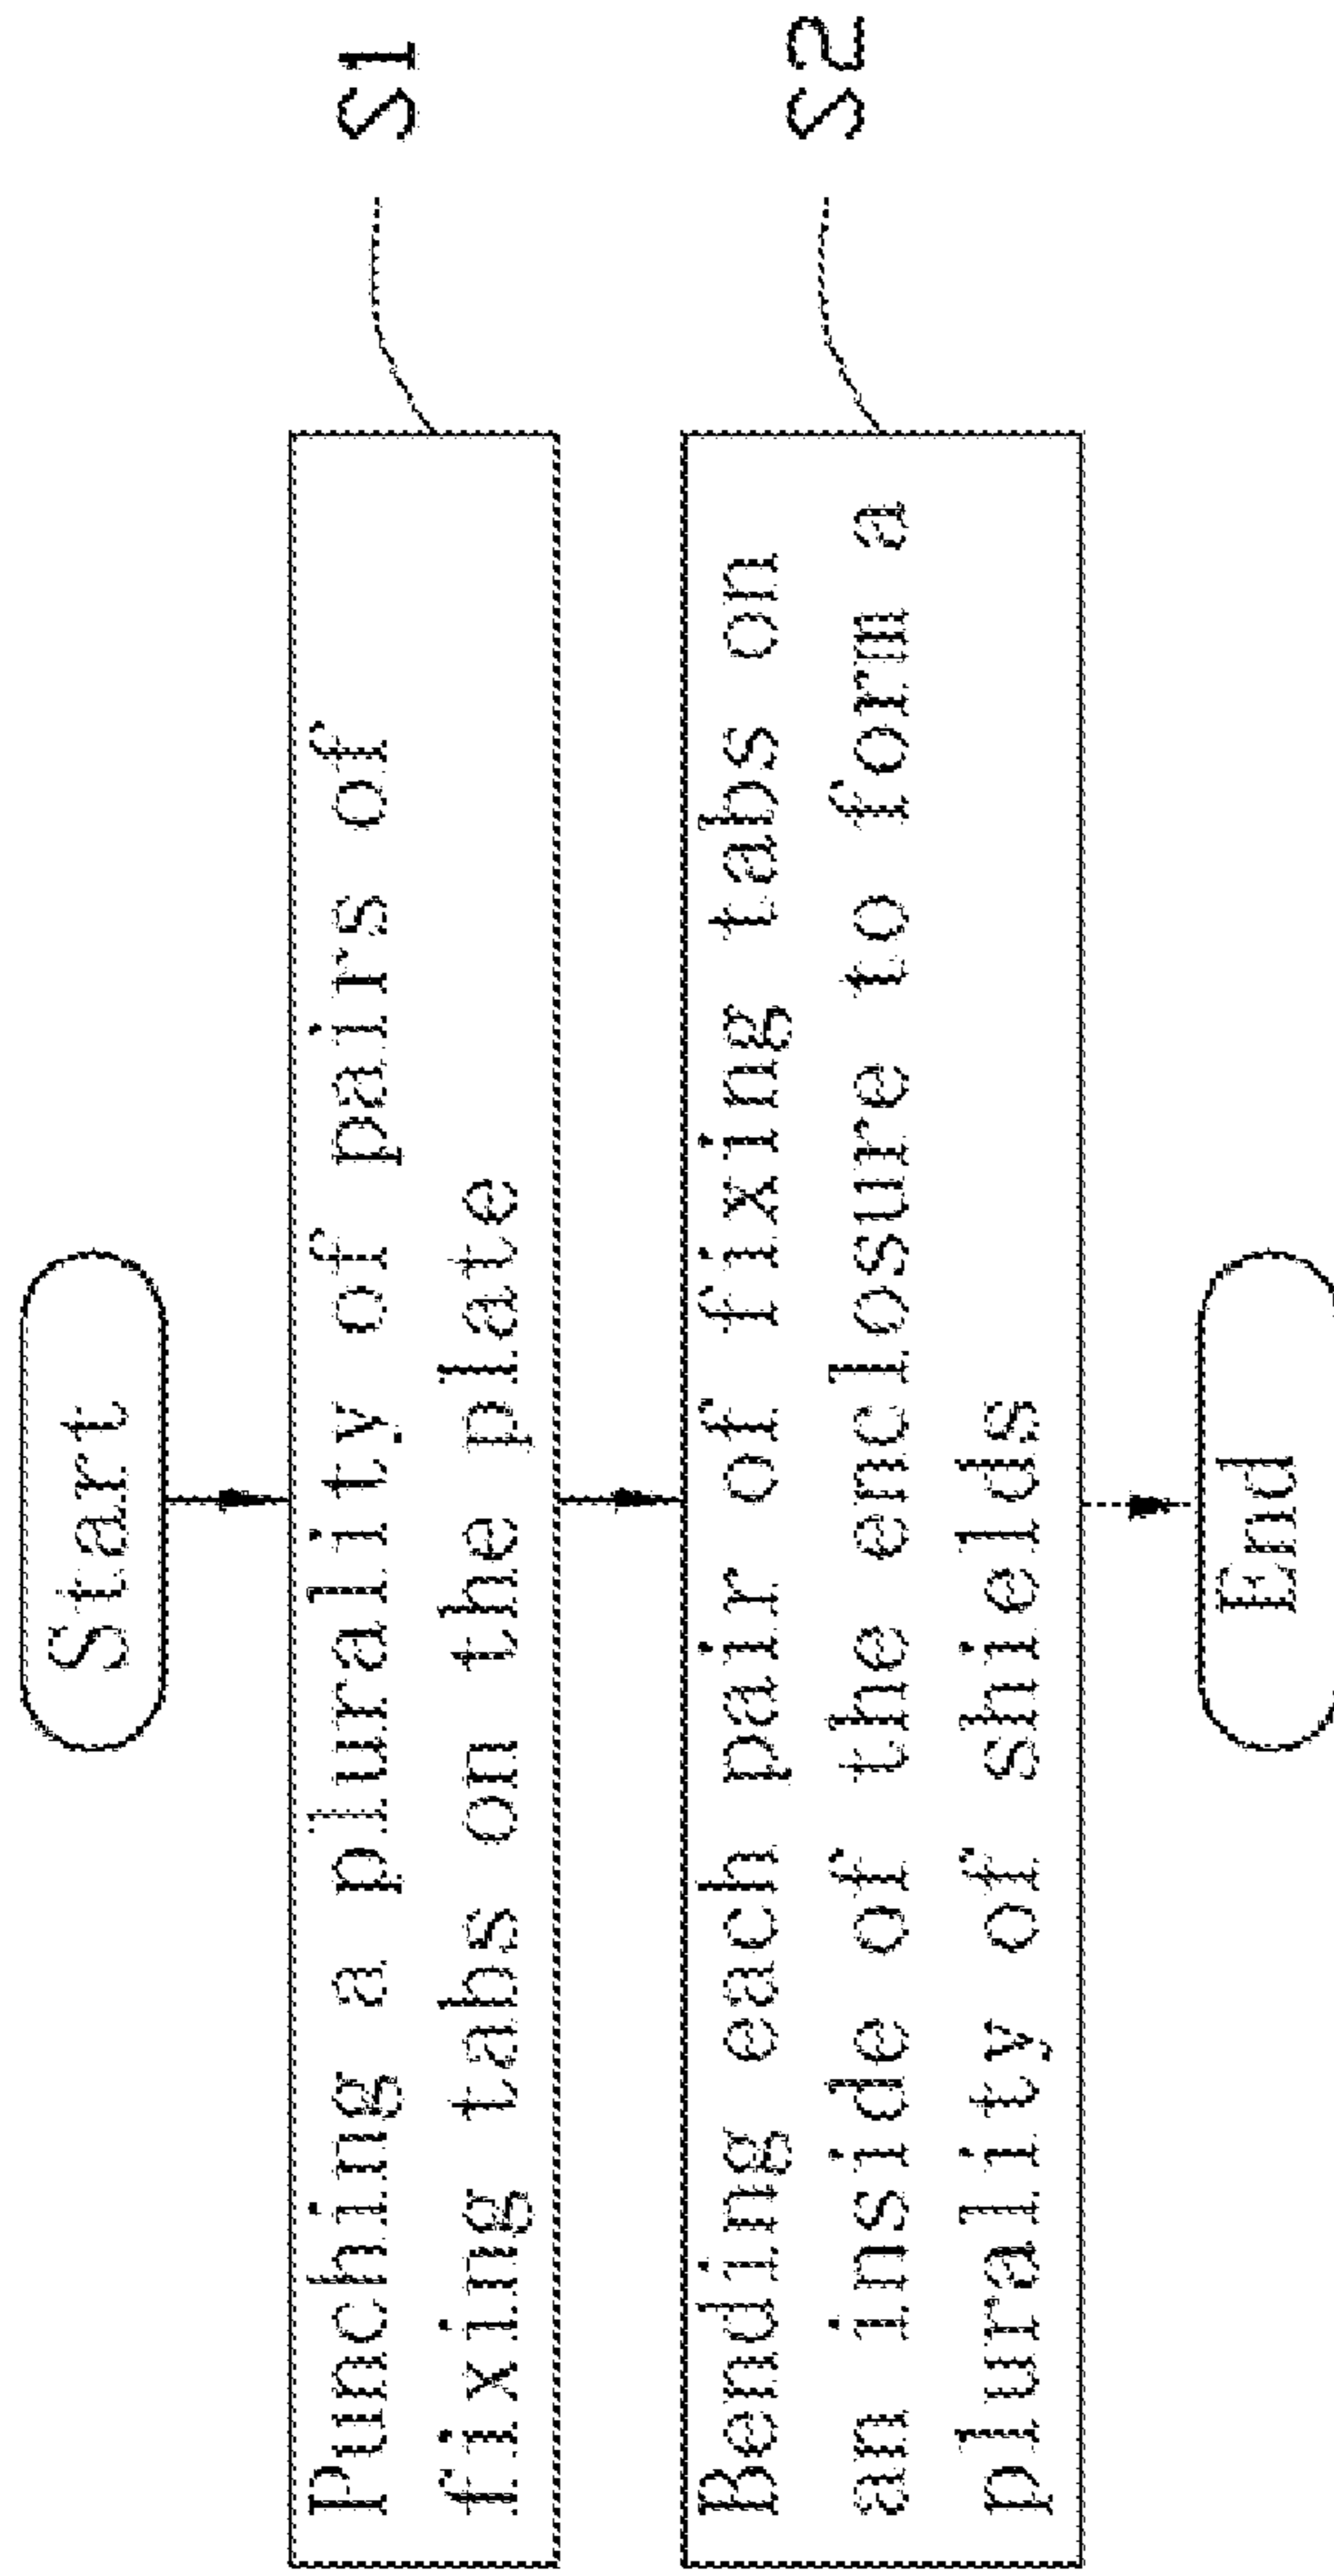 Start
Punching a plurality of pairs of
fixing tabs on the plate
S1
Bending each pair of fixing tabs on
an inside of the enclosure to form a
plurality of shields
S2
End